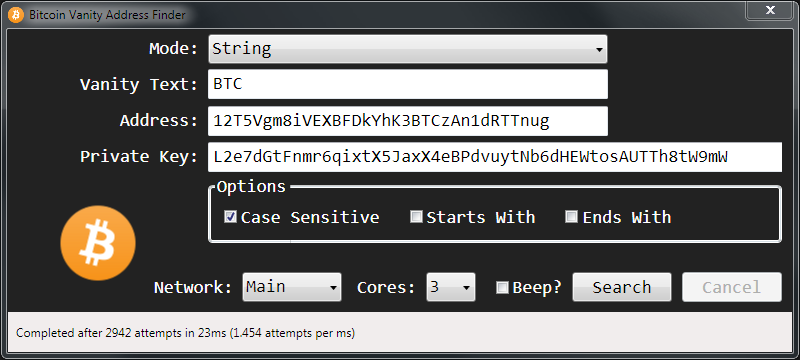 Bitcoin Vanity Address Finder
Mode: String
Vanity Text: BTC
Address: 12T5Vgm8iVEXBFDkYhK3BTCzAn1dRTTnug
Private Key: L2e7dGtFnmr6qixtX5JaxX4eBPdvuytNb6dHEWtosAUTTh8tW9mW
Options
Case Sensitive Starts With Ends With
Network: Main Cores: 3 Beep? Search Cancel
Completed after 2942 attempts in 23ms (1.454 attempts per ms)